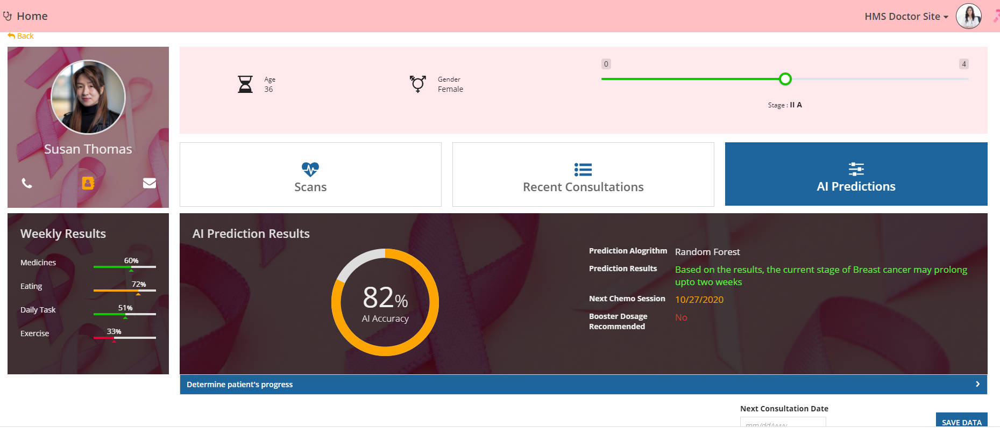 Home
HMS Doctor Site
Back
Susan Thomas
Age
36
Gender
Female
0
4
Stage : II A
Scans
Recent Consultations
AI Predictions
Weekly Results
Medicines
60%
Eating
72%
Daily Task
51%
Exercise
33%
AI Prediction Results
82%
AI Accuracy
Prediction Alogrithm
Random Forest
Prediction Results
Based on the results, the current stage of Breast cancer may prolong
upto two weeks
Next Chemo Session
10/27/2020
Booster Dosage
Recommended
No
Determine patient's progress
Next Consultation Date
mm/dd/yyyy
SAVE DATA